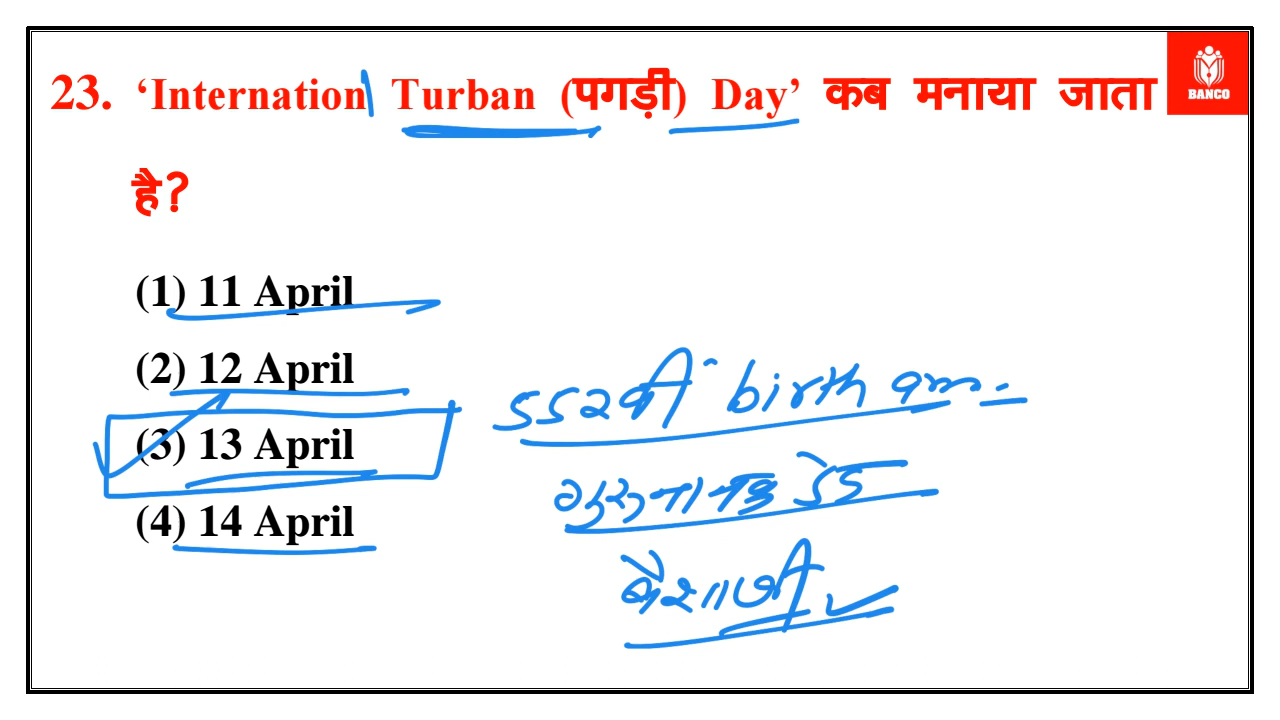 23. ‘Internation Turban (पगड़ी) Day’ कब मनाया जाता
BANCO
है?
(1) 11 April
(2) 12 April
(3) 13 April
(4) 14 April
552वीं birth
गुरुनानक देव